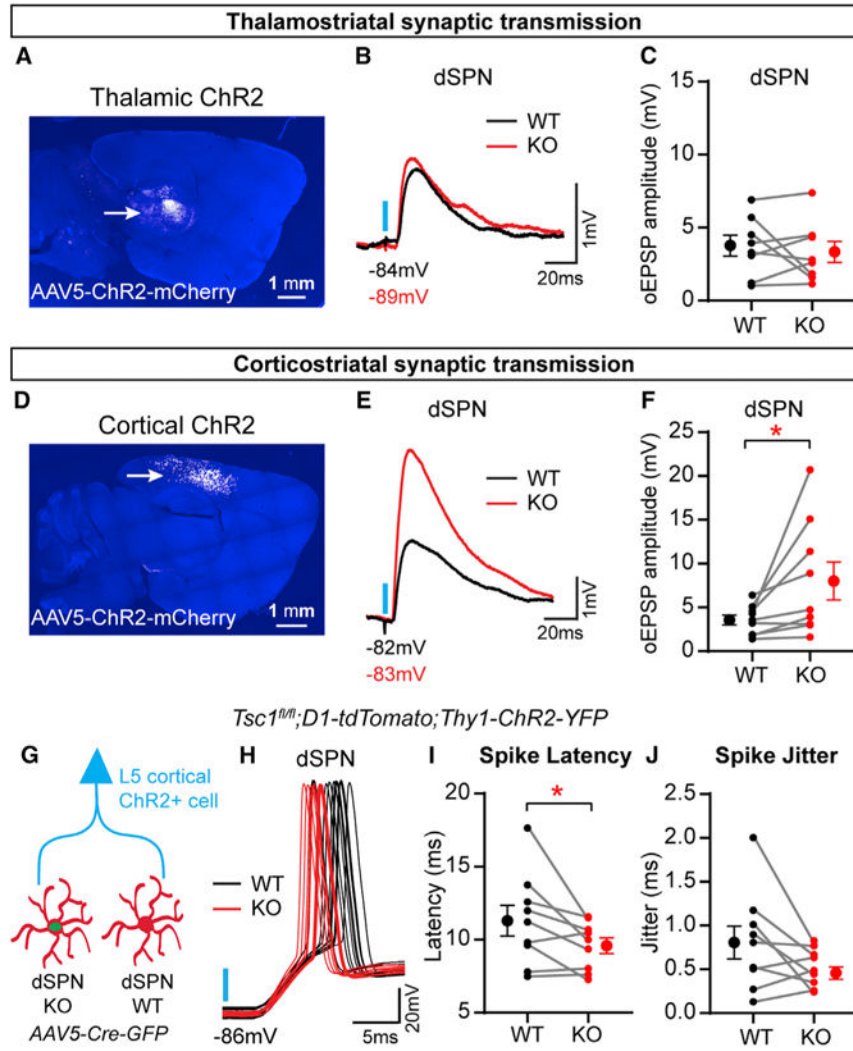 Thalamostriatal synaptic transmission
A
Thalamic ChR2
AAV5-ChR2-mCherry
1 mm
B
dSPN
WT
KO
-84mV
-89mV
1mV
20ms
C
dSPN
oEPSP amplitude (mV)
15
10
5
0
WT KO
Corticostriatal synaptic transmission
D
Cortical ChR2
AAV5-ChR2-mCherry
1 mm
E
dSPN
WT
KO
-82mV
-83mV
1mV
20ms
F
dSPN
*
oEPSP amplitude (mV)
25
20
15
10
5
0
WT KO
Tsc1fl/fl;D1-tdTomato;Thy1-ChR2-YFP
G
L5 cortical
ChR2+ cell
dSPN dSPN
KO WT
AAV5-Cre-GFP
H
dSPN
WT
KO
-86mV
20mV
5ms
I Spike Latency
*
Latency (ms)
20
15
10
5
WT KO
J Spike Jitter
Jitter (ms)
2.5
2.0
1.5
1.0
0.5
0
WT KO